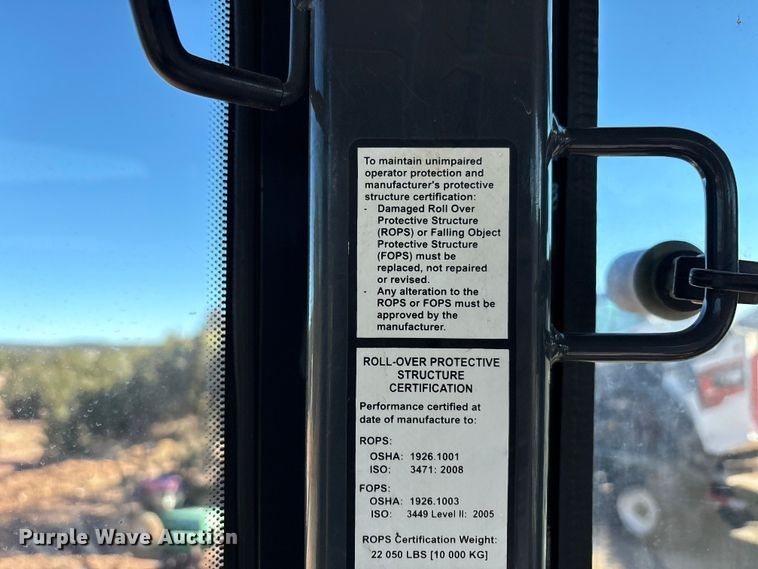 To maintain unimpaired
operator protection and
manufacturer's protective
structure certification:
- Damaged Roll Over
Protective Structure
(ROPS) or Falling Object
Protective Structure
(FOPS) must be
replaced, not repaired
or revised.
- Any alteration to the
ROPS or FOPS must be
approved by the
manufacturer.
ROLL-OVER PROTECTIVE
STRUCTURE
CERTIFICATION
Performance certified at
date of manufacture to:
ROPS:
OSHA: 1926.1001
ISO: 3471: 2008
FOPS:
OSHA: 1926.1003
ISO: 3449 Level II: 2005
ROPS Certification Weight:
22 050 LBS [10 000 KG]
Purple Wave Auction